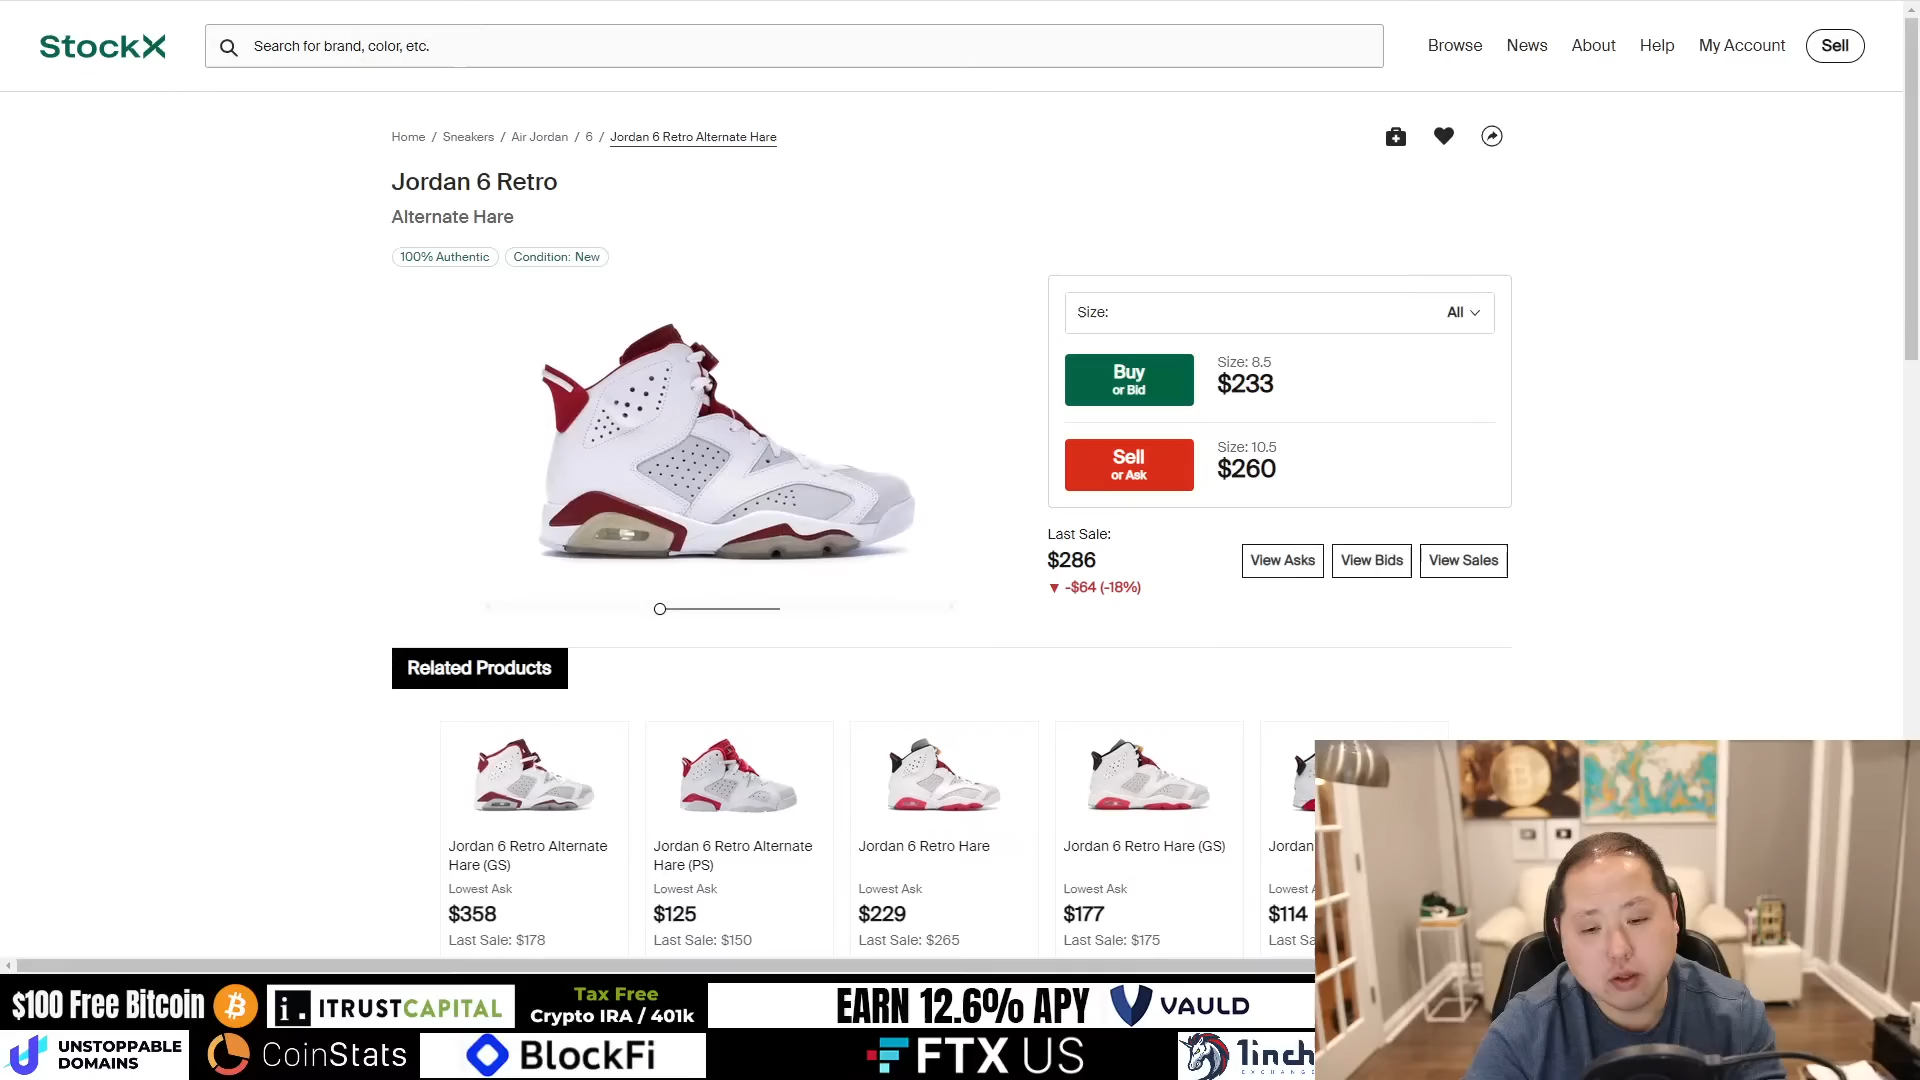 StockX
Search for brand, color, etc.
Browse
News
About
Help
My Account
Sell
Home / Sneakers / Air Jordan / 6 / Jordan 6 Retro Alternate Hare
Jordan 6 Retro
Alternate Hare
100% Authentic
Condition: New
Size:
All
Buy
or Bid
Size: 8.5
$233
Sell
or Ask
Size: 10.5
$260
Last Sale:
$286
▼ -$64 (-18%)
View Asks
View Bids
View Sales
Related Products
Jordan 6 Retro Alternate
Hare (GS)
Lowest Ask
$358
Last Sale: $178
Jordan 6 Retro Alternate
Hare (PS)
Lowest Ask
$125
Last Sale: $150
Jordan 6 Retro Hare
Lowest Ask
$229
Last Sale: $265
Jordan 6 Retro Hare (GS)
Lowest Ask
$177
Last Sale: $175
Jordan
Lowest
$114
Last
$100 Free Bitcoin
i. ITRUSTCAPITAL
Tax Free
Crypto IRA / 401k
EARN 12.6% APY
VAULD
UNSTOPPABLE
DOMAINS
CoinStats
BlockFi
FTX US
1inch
EXCHANGE